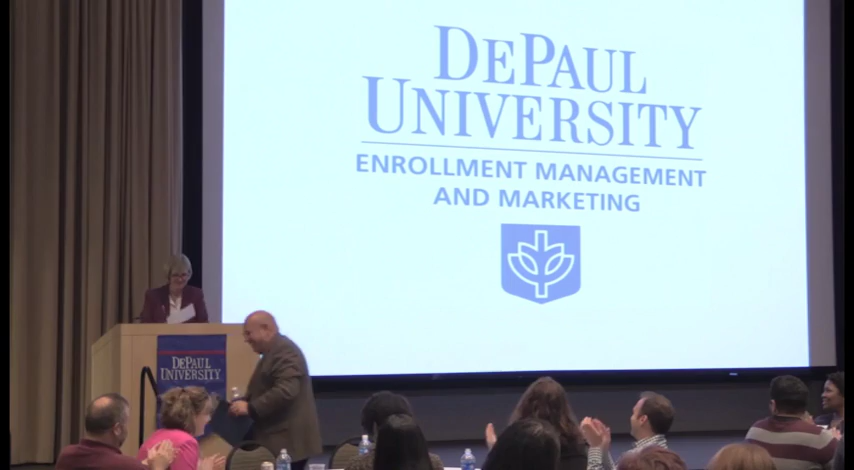 DEPAUL
UNIVERSITY
ENROLLMENT MANAGEMENT
AND MARKETING
DEPAUL
UNIVERSITY